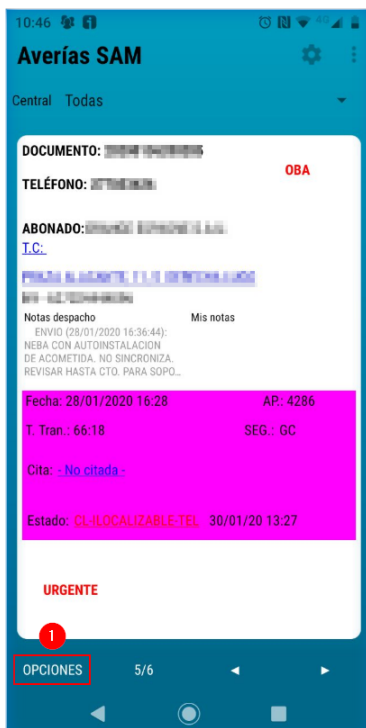 10:46 4G
Averías SAM
Central Todas
DOCUMENTO:
OBA
TELÉFONO:
ABONADO:
T.C:
Notas despacho Mis notas
ENVIO (28/01/2020 16:36:44):
NEBA CON AUTOINSTALACION
DE ACOMETIDA. NO SINCRONIZA.
REVISAR HASTA CTO. PARA SOPO...
Fecha: 28/01/2020 16:28 AP.: 4286
T. Tran.: 66:18 SEG.: GC
Cita: - No citada -
Estado: CL-ILOCALIZABLE-TEL 30/01/20 13:27
URGENTE
1
OPCIONES 5/6